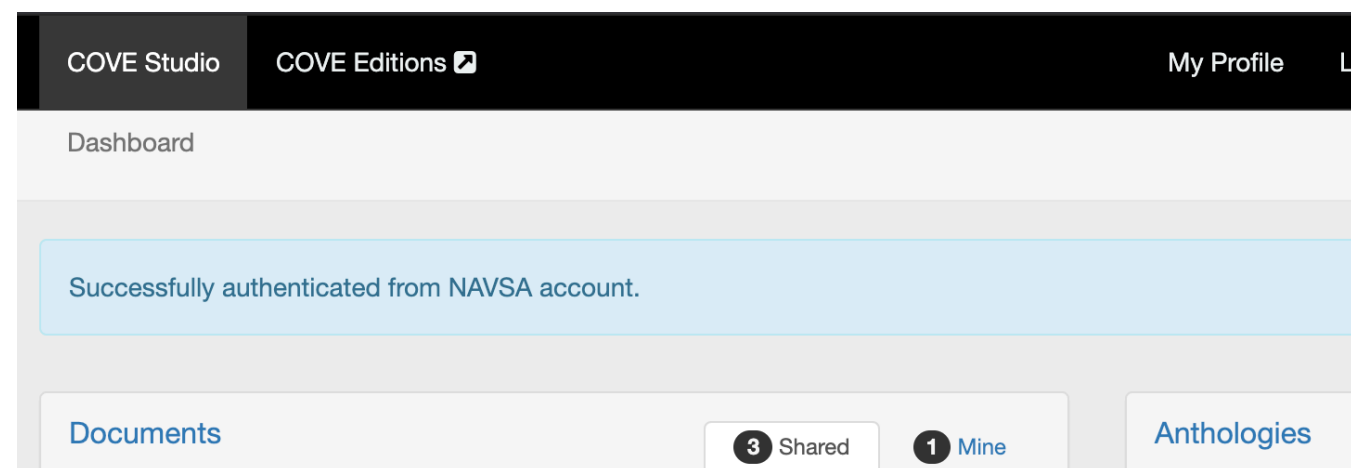 COVE Studio COVE Editions My Profile L
Dashboard
Successfully authenticated from NAVSA account.
Documents 3 Shared 1 Mine Anthologies